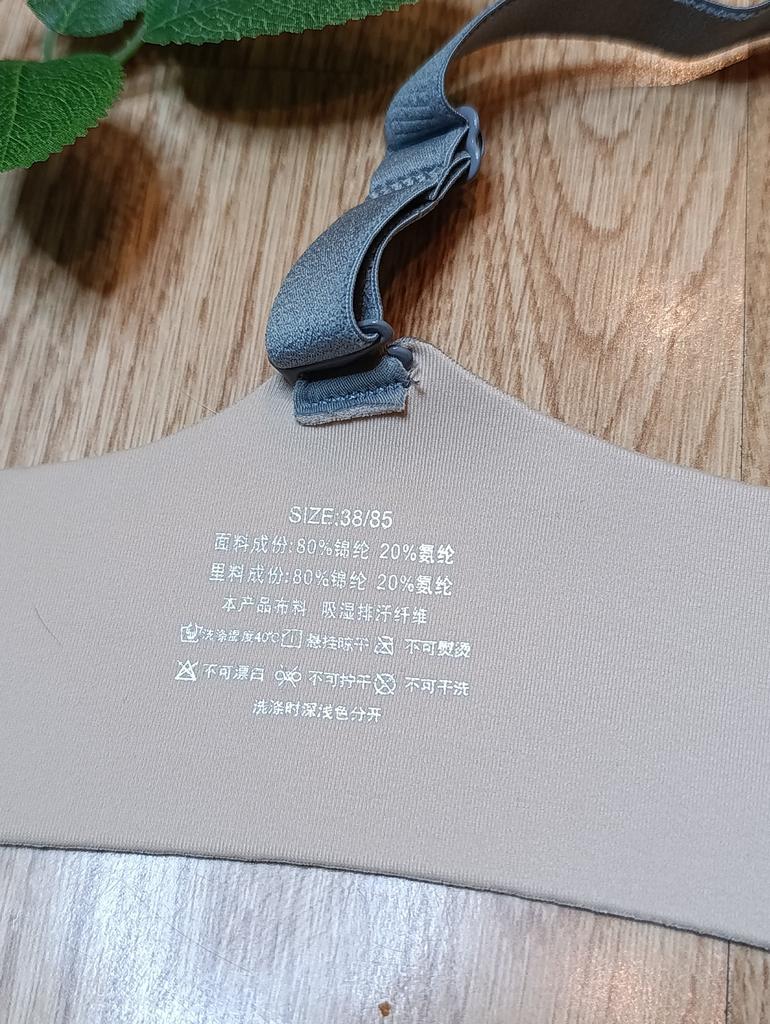 SIZE:38/85
面料成份:80%锦纶 20%氨纶
里料成份:80%锦纶 20%氨纶
本产品布料 吸湿排汗纤维
洗涤温度40℃ 悬挂晾干 不可熨烫
不可漂白 不可拧干 不可干洗
洗涤时深浅色分开